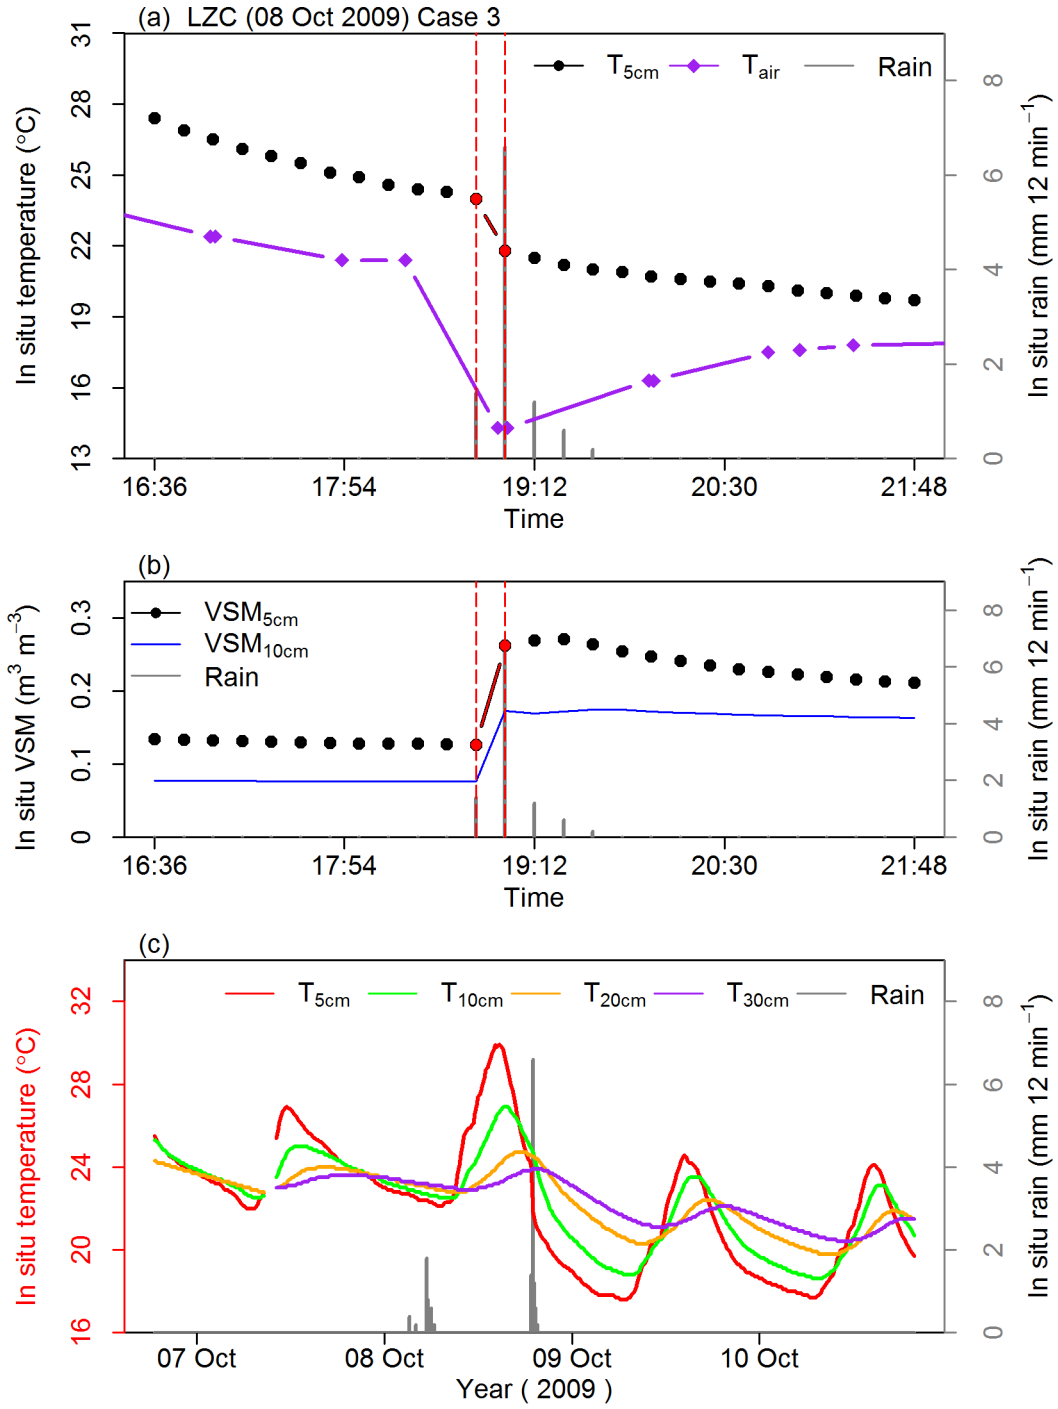 (a) LZC (08 Oct 2009) Case 3
T5cm Tair Rain
In situ temperature (°C)
31
28
25
22
19
16
13
In situ rain (mm 12 min−1)
8
6
4
2
0
16:36 17:54 19:12 20:30 21:48
Time
(b)
VSM5cm
VSM10cm
Rain
In situ VSM (m3 m−3)
0.3
0.2
0.1
0
In situ rain (mm 12 min−1)
8
6
4
2
0
16:36 17:54 19:12 20:30 21:48
Time
(c)
T5cm T10cm T20cm T30cm Rain
In situ temperature (°C)
32
28
24
20
16
In situ rain (mm 12 min−1)
8
6
4
2
0
07 Oct 08 Oct 09 Oct 10 Oct
Year ( 2009 )